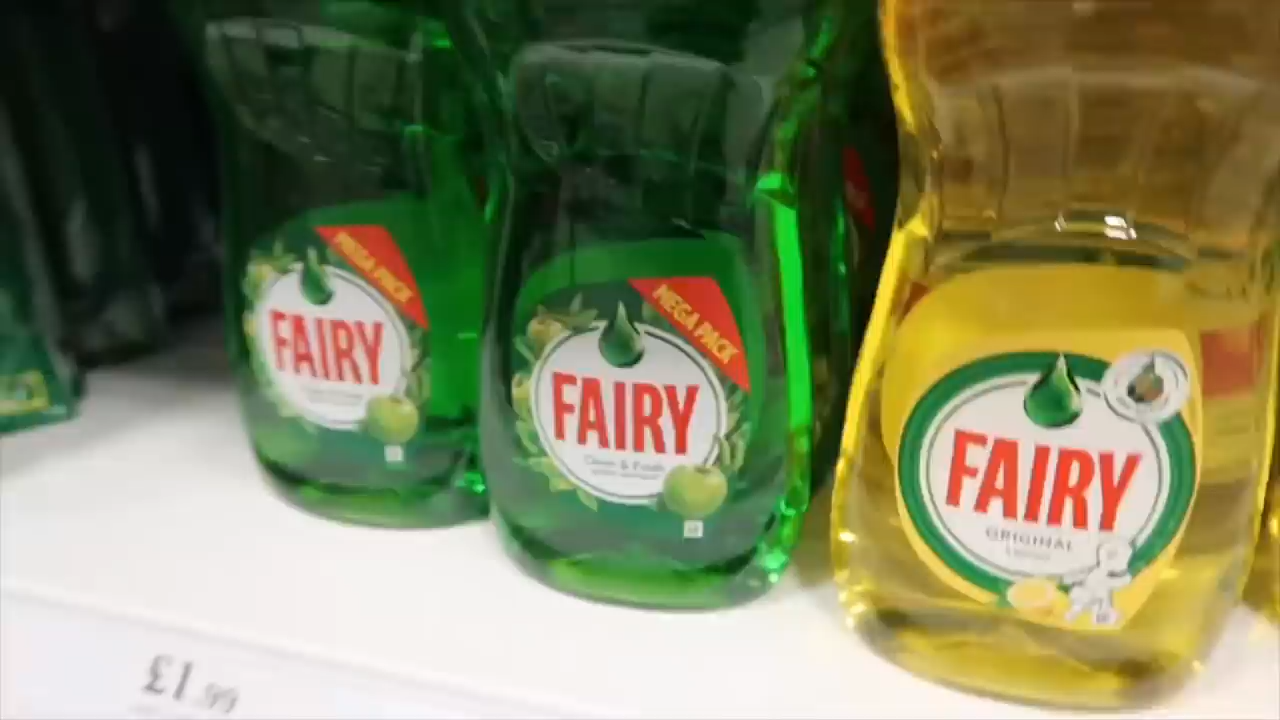 MEGA PACK
FAIRY
MEGA PACK
FAIRY
Clean & Fresh
FAIRY
ORIGINAL
£1.99